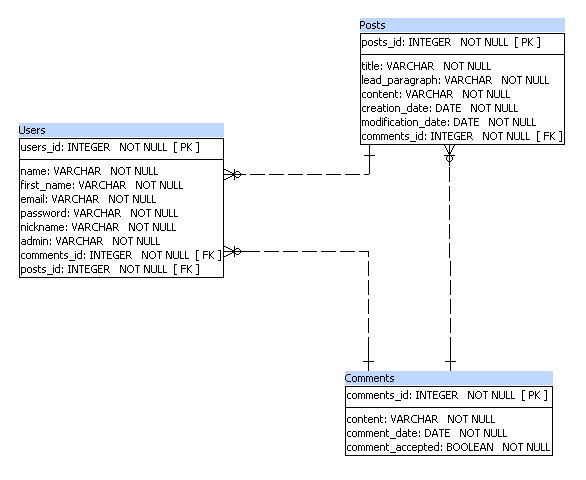 Posts
posts_id: INTEGER NOT NULL [ PK ]
title: VARCHAR NOT NULL
lead_paragraph: VARCHAR NOT NULL
content: VARCHAR NOT NULL
creation_date: DATE NOT NULL
modification_date: DATE NOT NULL
comments_id: INTEGER NOT NULL [ FK ]
Users
users_id: INTEGER NOT NULL [ PK ]
name: VARCHAR NOT NULL
first_name: VARCHAR NOT NULL
email: VARCHAR NOT NULL
password: VARCHAR NOT NULL
nickname: VARCHAR NOT NULL
admin: VARCHAR NOT NULL
comments_id: INTEGER NOT NULL [ FK ]
posts_id: INTEGER NOT NULL [ FK ]
Comments
comments_id: INTEGER NOT NULL [ PK ]
content: VARCHAR NOT NULL
comment_date: DATE NOT NULL
comment_accepted: BOOLEAN NOT NULL